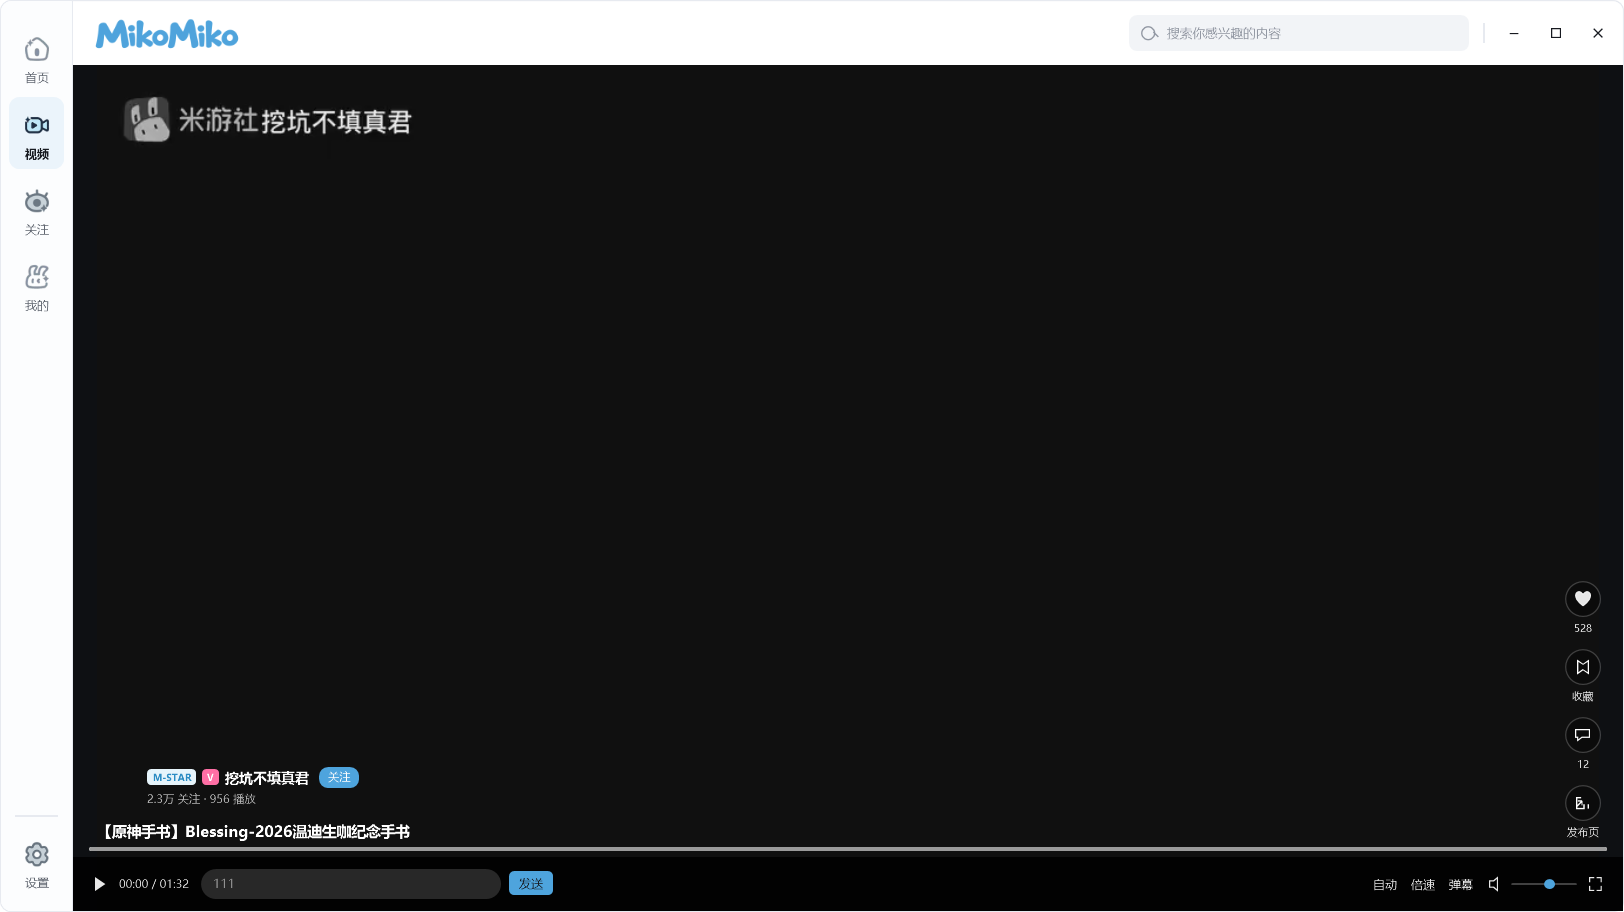 MikoMiko
搜索你感兴趣的内容
首页
视频
关注
我的
设置
米游社挖坑不填真君
528
收藏
12
发布页
M-STAR V 挖坑不填真君 关注
2.3万 关注 · 956 播放
【原神手书】Blessing-2026温迪生咖纪念手书
00:00 / 01:32 111 发送 自动 倍速 弹幕